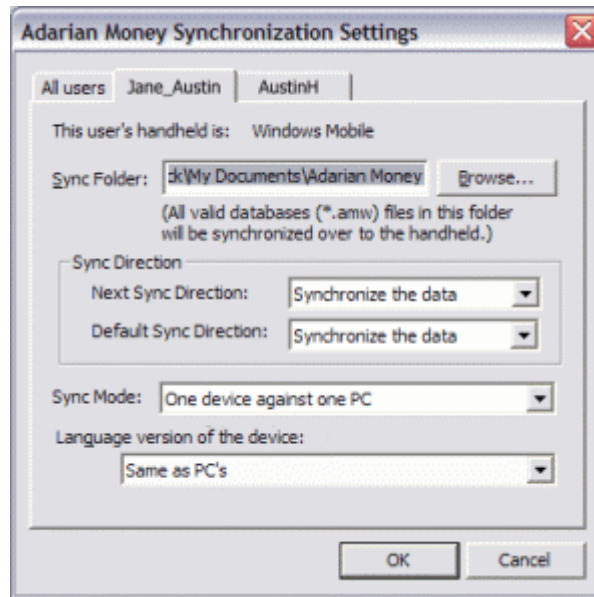 Adarian Money Synchronization Settings
All users Jane_Austin AustinH
This user's handheld is: Windows Mobile
Sync Folder: ck\My Documents\Adarian Money Browse...
(All valid databases (*.amw) files in this folder
will be synchronized over to the handheld.)
Sync Direction
Next Sync Direction: Synchronize the data
Default Sync Direction: Synchronize the data
Sync Mode: One device against one PC
Language version of the device:
Same as PC's
OK Cancel